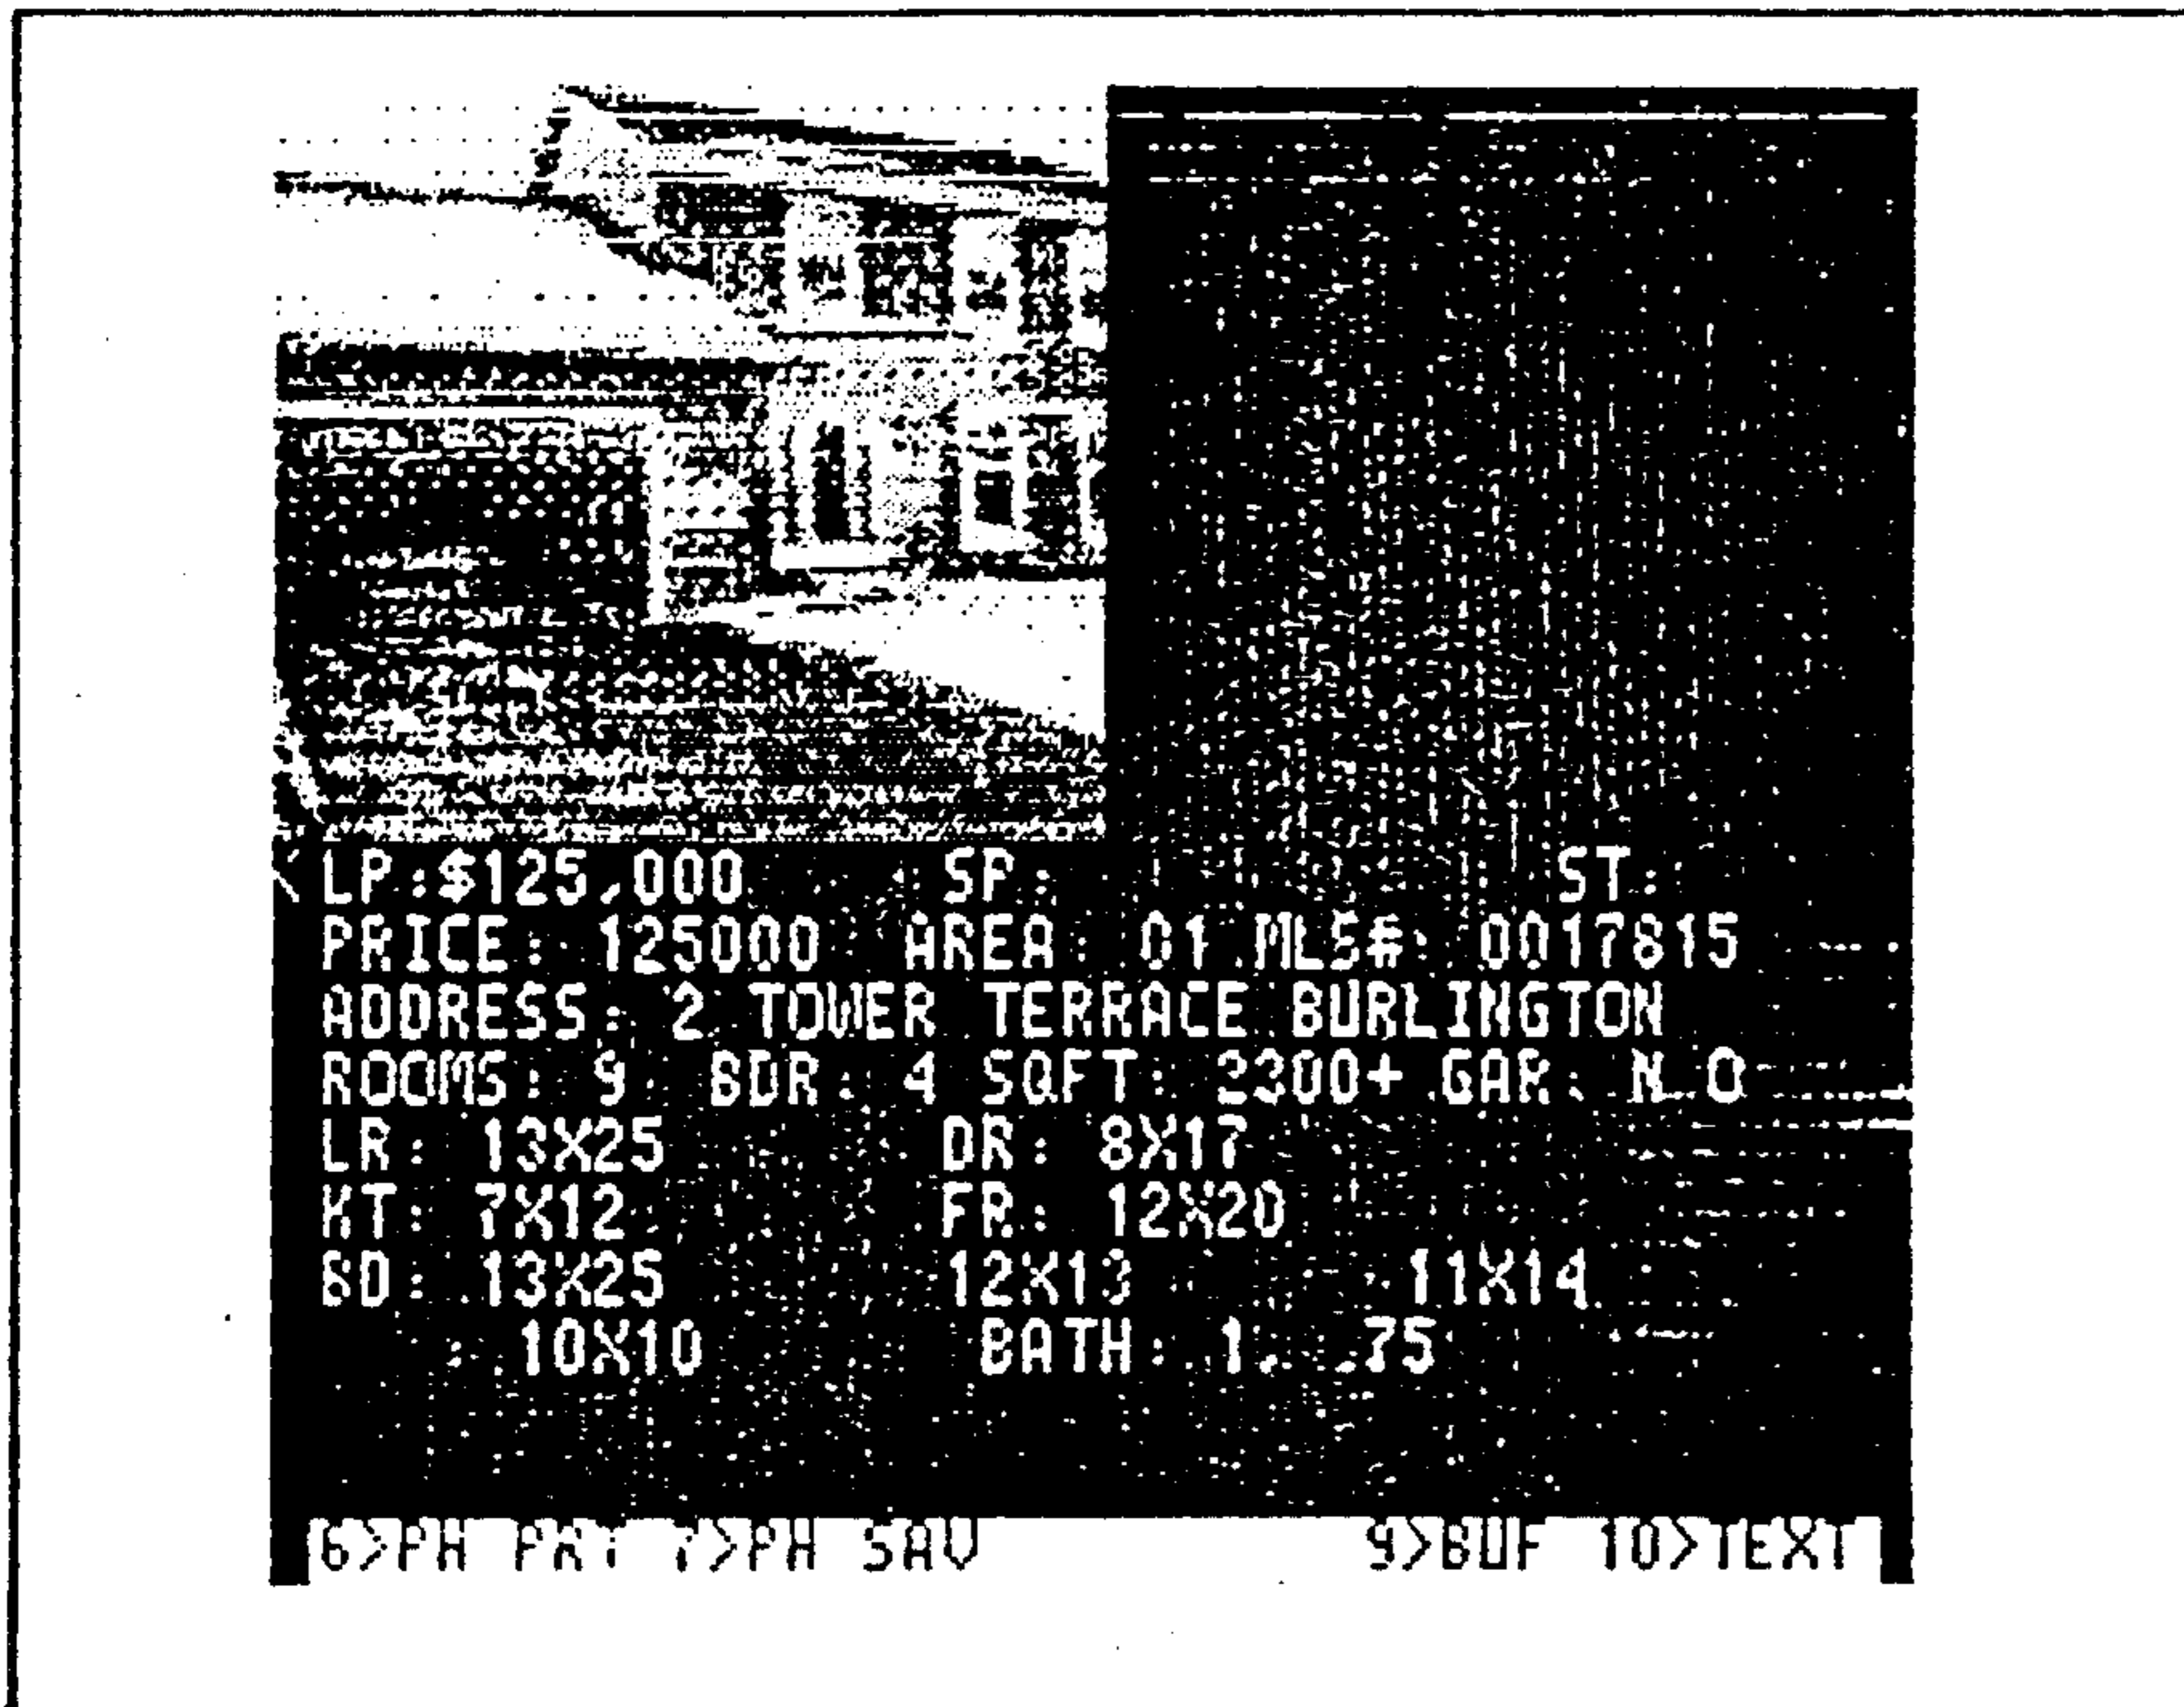 LP:$125,000 SP: ST:
PRICE: 125000 AREA: 01 MLS#: 0017815
ADDRESS: 2 TOWER TERRACE BURLINGTON
ROOMS: 9 BDR: 4 SQFT: 2300+ GAR: N.O
LR: 13X25 DR: 8X17
KT: 7X12 FR: 12X20
BD: 13X25 12X13 11X14
: 10X10 BATH: 1, .75
6>PH PRT 7>PH SAV 9>BUF 10>TEXT